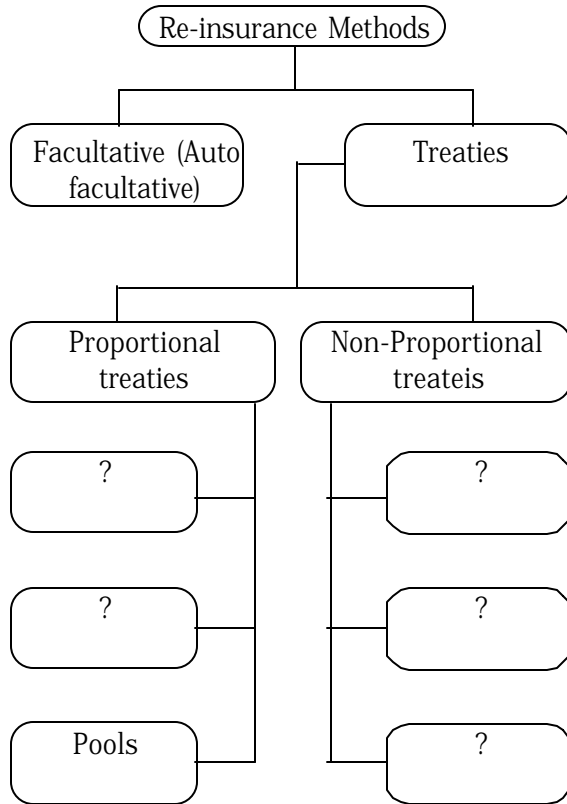 Re-insurance Methods
Facultative (Auto
facultative)
Treaties
Proportional
treaties
Non-Proportional
treateis
?
?
?
?
Pools
?